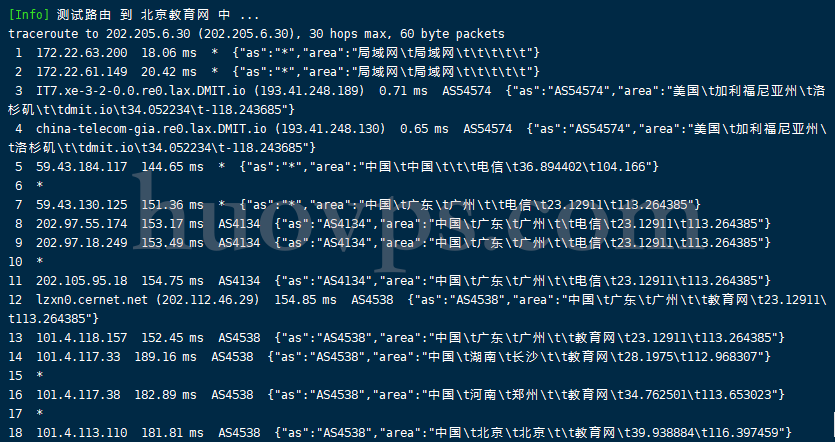 [Info] 测试路由 到 北京教育网 中 ...
traceroute to 202.205.6.30 (202.205.6.30), 30 hops max, 60 byte packets
1 172.22.63.200 18.06 ms * {"as":"*","area":"局域网\t局域网\t\t\t\t\t"}
2 172.22.61.149 20.42 ms * {"as":"*","area":"局域网\t局域网\t\t\t\t\t"}
3 IT7.xe-3-2-0.0.re0.lax.DMIT.io (193.41.248.189) 0.71 ms AS54574 {"as":"AS54574","area":"美国\t加利福尼亚州\t洛
杉矶\t\tdmit.io\t34.052234\t-118.243685"}
4 china-telecom-gia.re0.lax.DMIT.io (193.41.248.130) 0.65 ms AS54574 {"as":"AS54574","area":"美国\t加利福尼亚州\
t洛杉矶\t\tdmit.io\t34.052234\t-118.243685"}
5 59.43.184.117 144.65 ms * {"as":"*","area":"中国\t中国\t\t\t电信\t36.894402\t104.166"}
6 *
7 59.43.130.125 151.36 ms * {"as":"*","area":"中国\t广东\t广州\t\t电信\t23.12911\t113.264385"}
8 202.97.55.174 153.17 ms AS4134 {"as":"AS4134","area":"中国\t广东\t广州\t\t电信\t23.12911\t113.264385"}
9 202.97.18.249 153.49 ms AS4134 {"as":"AS4134","area":"中国\t广东\t广州\t\t电信\t23.12911\t113.264385"}
10 *
11 202.105.95.18 154.75 ms AS4134 {"as":"AS4134","area":"中国\t广东\t广州\t\t电信\t23.12911\t113.264385"}
12 lzxn0.cernet.net (202.112.46.29) 154.85 ms AS4538 {"as":"AS4538","area":"中国\t广东\t广州\t\t教育网\t23.12911\
t113.264385"}
13 101.4.118.157 152.45 ms AS4538 {"as":"AS4538","area":"中国\t广东\t广州\t\t教育网\t23.12911\t113.264385"}
14 101.4.117.33 189.16 ms AS4538 {"as":"AS4538","area":"中国\t湖南\t长沙\t\t教育网\t28.1975\t112.968307"}
15 *
16 101.4.117.38 182.89 ms AS4538 {"as":"AS4538","area":"中国\t河南\t郑州\t\t教育网\t34.762501\t113.653023"}
17 *
18 101.4.113.110 181.81 ms AS4538 {"as":"AS4538","area":"中国\t北京\t北京\t\t教育网\t39.938884\t116.397459"}
huovps.com